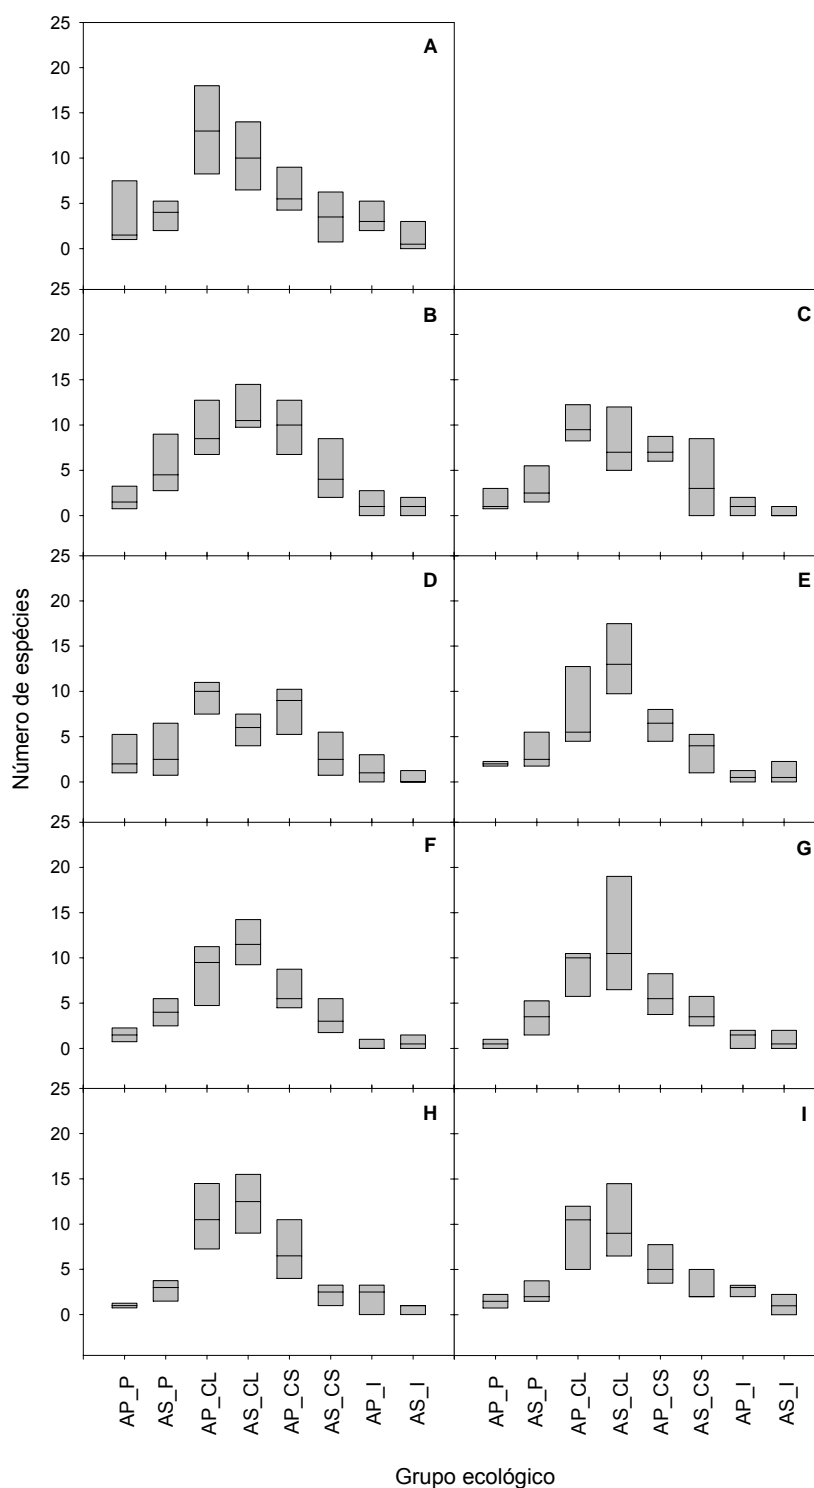 25
20
15
10
5
0
A
25
20
15
10
5
0
B
C
25
20
15
10
5
0
D
E
25
20
15
10
5
0
F
G
25
20
15
10
5
0
H
I
Número de espécies
AP_P
AS_P
AP_CL
AS_CL
AP_CS
AS_CS
AP_I
AS_I
AP_P
AS_P
AP_CL
AS_CL
AP_CS
AS_CS
AP_I
AS_I
Grupo ecológico